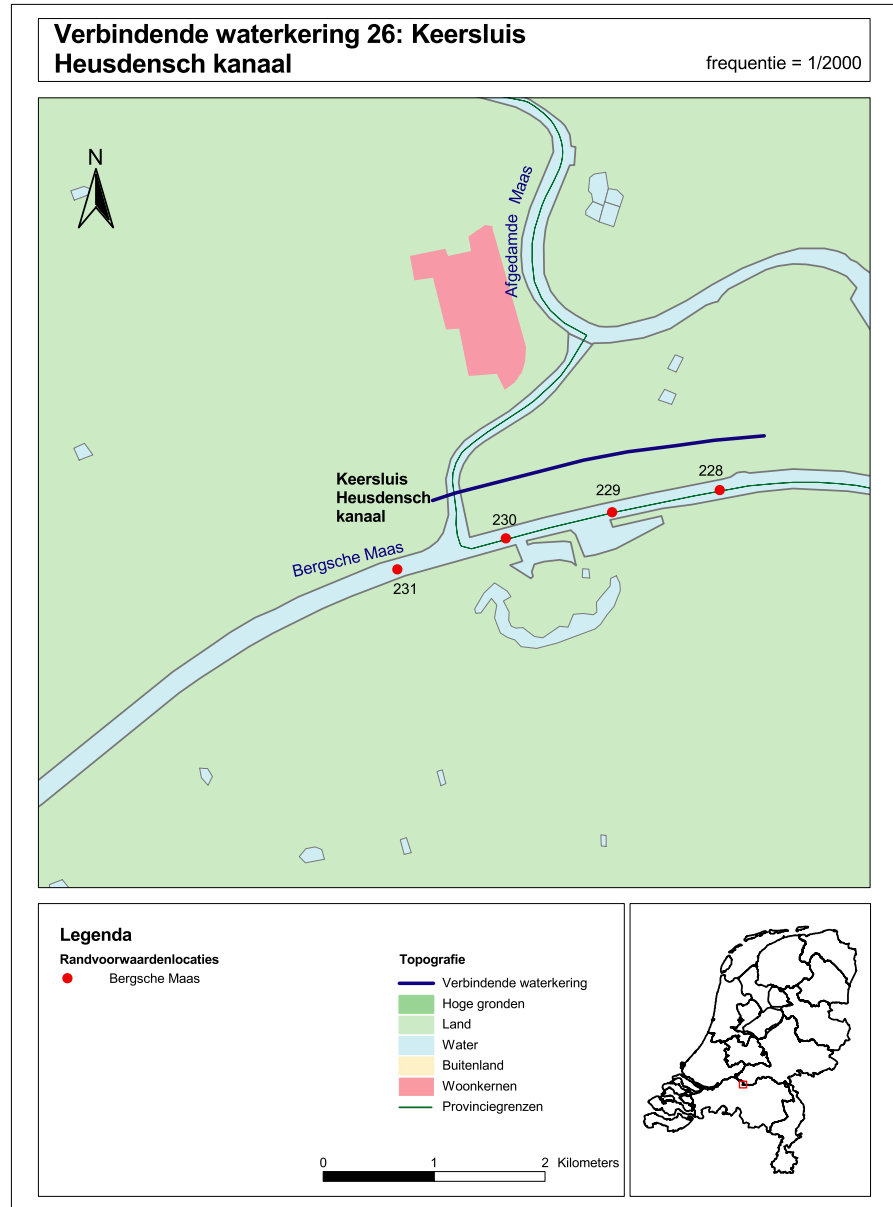 Verbindende waterkering 26: Keersluis
Heusdensch kanaal
frequentie = 1/2000
N
Afgedamde Maas
Keersluis
Heusdensch
kanaal
228
229
230
Bergsche Maas
231
Legenda
Randvoorwaardenlocaties
Bergsche Maas
Topografie
Verbindende waterkering
Hoge gronden
Land
Water
Buitenland
Woonkernen
Provinciegrenzen
0 1 2 Kilometers